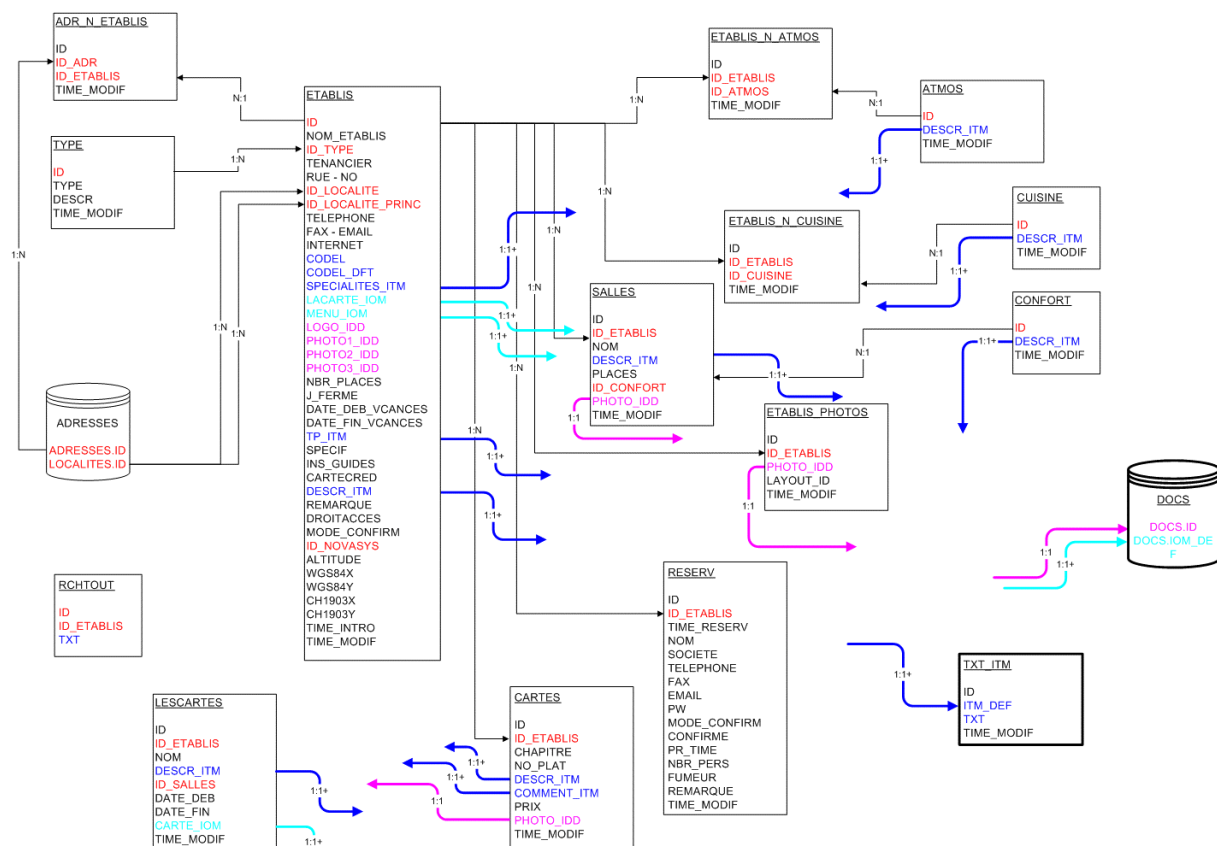 ADR_N_ETABLIS
ID
ID_ADR
ID_ETABLIS
TIME_MODIF
TYPE
ID
TYPE
DESCR
TIME_MODIF
ADRESSES
ADRESSES.ID
LOCALITES.ID
RCHTOUT
ID
ID_ETABLIS
TXT
ETABLIS
ID
NOM_ETABLIS
ID_TYPE
TENANCIER
RUE - NO
ID_LOCALITE
ID_LOCALITE_PRINC
TELEPHONE
FAX - EMAIL
INTERNET
CODEL
CODEL_DFT
SPECIALITES_ITM
LACARTE_IOM
MENU_IOM
LOGO_IDD
PHOTO1_IDD
PHOTO2_IDD
PHOTO3_IDD
NBR_PLACES
J_FERME
DATE_DEB_VCANCES
DATE_FIN_VCANCES
TP_ITM
SPECIF
INS_GUIDES
CARTECRED
DESCR_ITM
REMARQUE
DROITACCES
MODE_CONFIRM
ID_NOVASYS
ALTITUDE
WGS84X
WGS84Y
CH1903X
CH1903Y
TIME_INTRO
TIME_MODIF
ETABLIS_N_ATMOS
ID
ID_ETABLIS
ID_ATMOS
TIME_MODIF
ATMOS
ID
DESCR_ITM
TIME_MODIF
ETABLIS_N_CUISINE
ID
ID_ETABLIS
ID_CUISINE
TIME_MODIF
CUISINE
ID
DESCR_ITM
TIME_MODIF
SALLES
ID
ID_ETABLIS
NOM
DESCR_ITM
PLACES
ID_CONFORT
PHOTO_IDD
TIME_MODIF
CONFORT
ID
DESCR_ITM
TIME_MODIF
ETABLIS_PHOTOS
ID
ID_ETABLIS
PHOTO_IDD
LAYOUT_ID
TIME_MODIF
DOCS
DOCS.ID
DOCS.IOM_DE
F
RESERV
ID
ID_ETABLIS
TIME_RESERV
NOM
SOCIETE
TELEPHONE
FAX
EMAIL
PW
MODE_CONFIRM
CONFIRME
PR_TIME
NBR_PERS
FUMEUR
REMARQUE
TIME_MODIF
TXT_ITM
ID
ITM_DEF
TXT
TIME_MODIF
LESCARTES
ID
ID_ETABLIS
NOM
DESCR_ITM
ID_SALLES
DATE_DEB
DATE_FIN
CARTE_IOM
TIME_MODIF
CARTES
ID
ID_ETABLIS
CHAPITRE
NO_PLAT
DESCR_ITM
COMMENT_ITM
PRIX
PHOTO_IDD
TIME_MODIF
N:1
1:N
1:N
1:N
1:N
1:N
N:1
1:1+
1:N
N:1
1:1+
1:1+
1:N
1:N
1:1+
1:1+
N:1
1:1+
1:N
1:1+
1:1
1:N
1:1+
1:1+
1:1
1:1
1:1+
1:1+
1:1+
1:1+
1:1+
1:1+
1:1